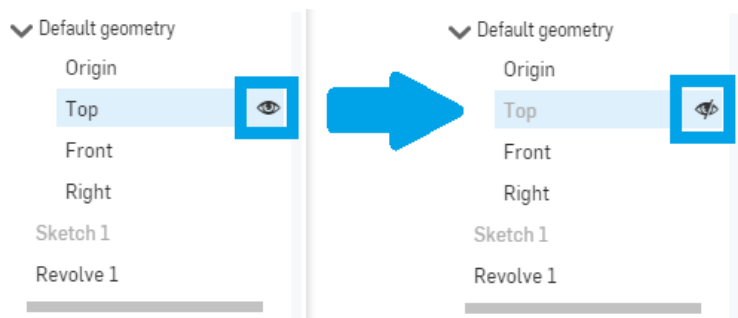 Default geometry
Origin
Top
Front
Right
Sketch 1
Revolve 1
Default geometry
Origin
Top
Front
Right
Sketch 1
Revolve 1